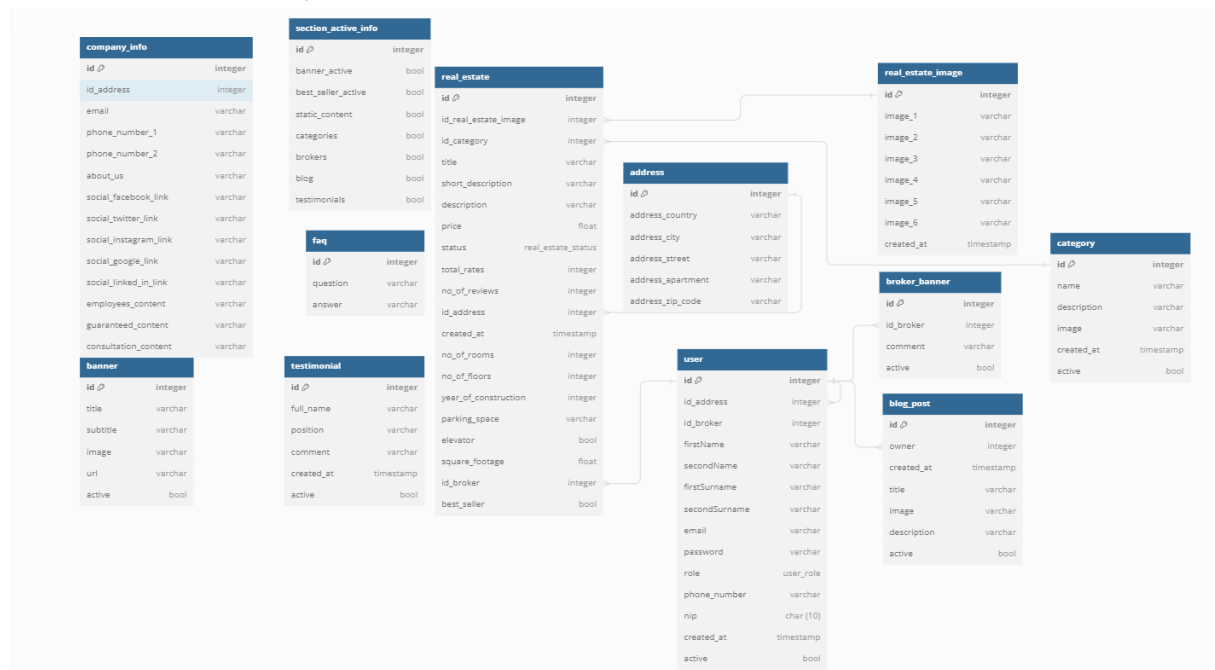 company_info
id integer
id_address integer
email varchar
phone_number_1 varchar
phone_number_2 varchar
about_us varchar
social_facebook_link varchar
social_twitter_link varchar
social_instagram_link varchar
social_google_link varchar
social_linked_in_link varchar
employees_content varchar
guaranteed_content varchar
consultation_content varchar
banner
id integer
title varchar
subtitle varchar
image varchar
url varchar
active bool
section_active_info
id integer
banner_active bool
best_seller_active bool
static_content bool
categories bool
brokers bool
blog bool
testimonials bool
faq
id integer
question varchar
answer varchar
testimonial
id integer
full_name varchar
position varchar
comment varchar
created_at timestamp
active bool
real_estate
id integer
id_real_estate_image integer
id_category integer
title varchar
short_description varchar
description varchar
price float
status real_estate_status
total_rates integer
no_of_reviews integer
id_address integer
created_at timestamp
no_of_rooms integer
no_of_floors integer
year_of_construction integer
parking_space varchar
elevator bool
square_footage float
id_broker integer
best_seller bool
address
id integer
address_country varchar
address_city varchar
address_street varchar
address_apartment varchar
address_zip_code varchar
user
id integer
id_address integer
id_broker integer
firstName varchar
secondName varchar
firstSurname varchar
secondSurname varchar
email varchar
password varchar
role user_role
phone_number varchar
nip char (10)
created_at timestamp
active bool
real_estate_image
id integer
image_1 varchar
image_2 varchar
image_3 varchar
image_4 varchar
image_5 varchar
image_6 varchar
created_at timestamp
broker_banner
id integer
id_broker integer
comment varchar
active bool
blog_post
id integer
owner integer
created_at timestamp
title varchar
image varchar
description varchar
active bool
category
id integer
name varchar
description varchar
image varchar
created_at timestamp
active bool